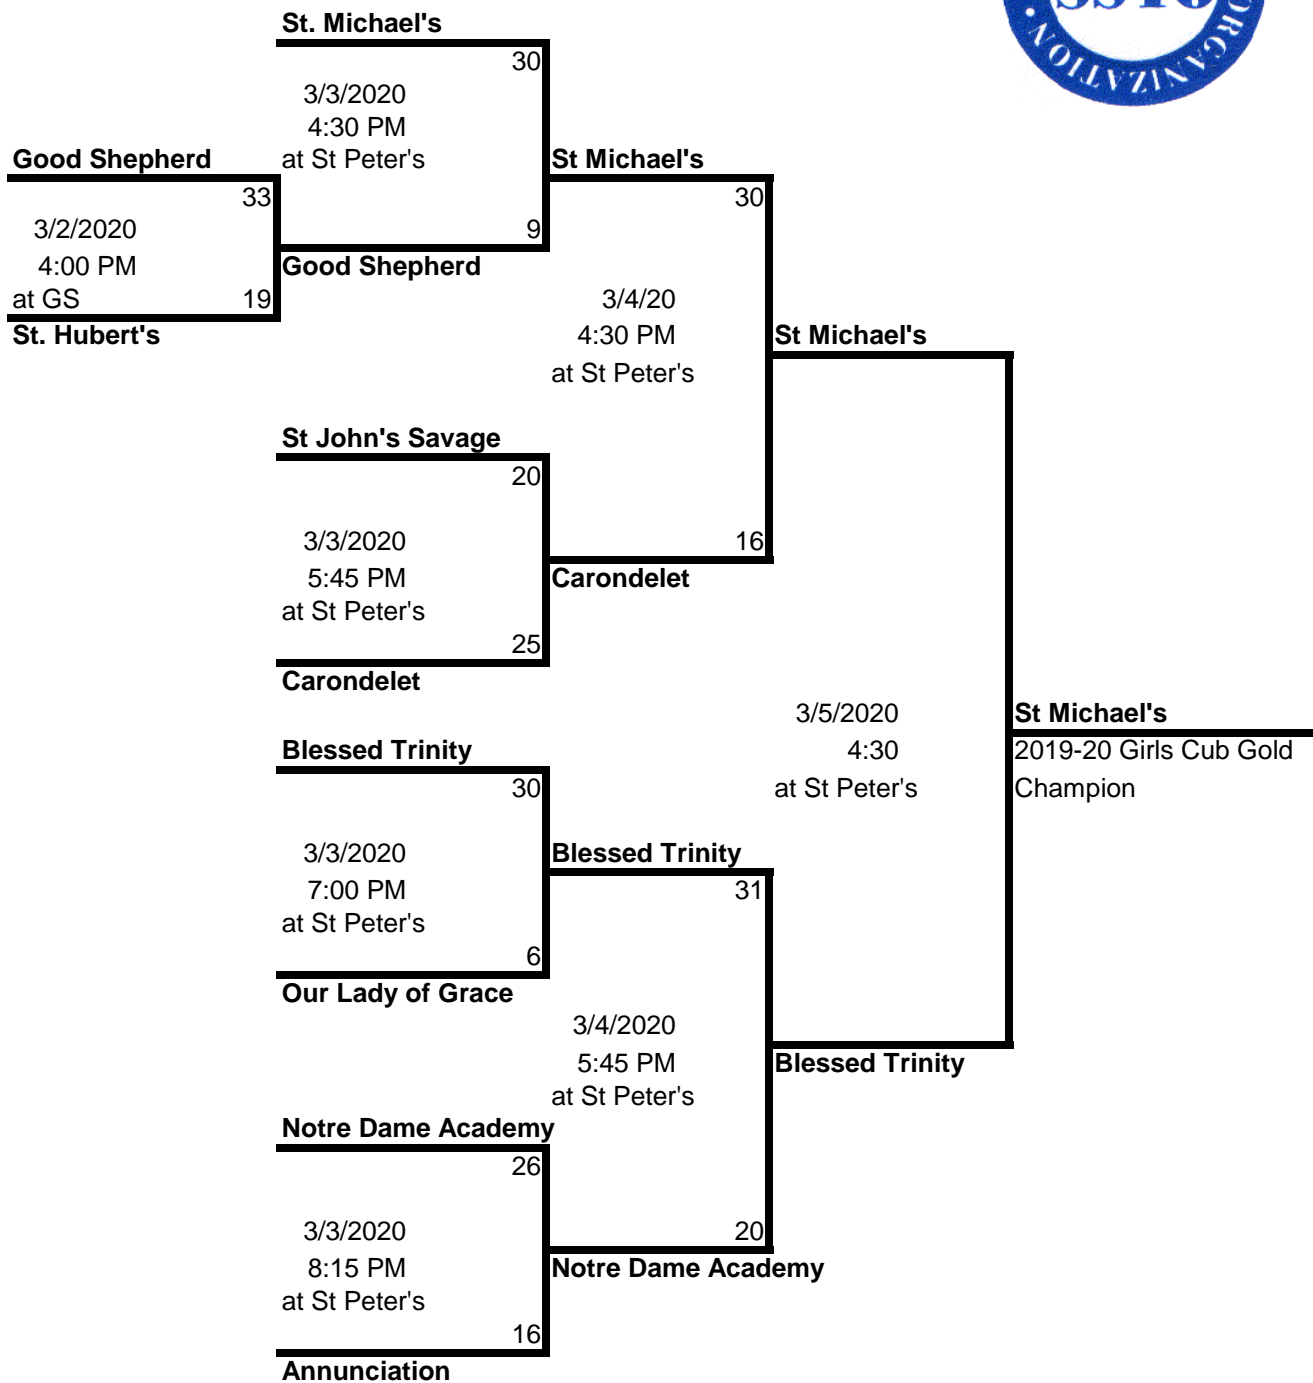 ORGANIZATION
St. Michael's
30
3/3/2020
4:30 PM
at St Peter's
Good Shepherd
St Michael's
33
30
3/2/2020
9
4:00 PM
Good Shepherd
at GS
19
3/4/20
St. Hubert's
4:30 PM
St Michael's
at St Peter's
St John's Savage
20
3/3/2020
16
5:45 PM
Carondelet
at St Peter's
25
Carondelet
3/5/2020
St Michael's
Blessed Trinity
4:30
2019-20 Girls Cub Gold
30
at St Peter's
Champion
3/3/2020
Blessed Trinity
7:00 PM
31
at St Peter's
6
Our Lady of Grace
3/4/2020
5:45 PM
Blessed Trinity
at St Peter's
Notre Dame Academy
26
3/3/2020
20
8:15 PM
Notre Dame Academy
at St Peter's
16
Annunciation